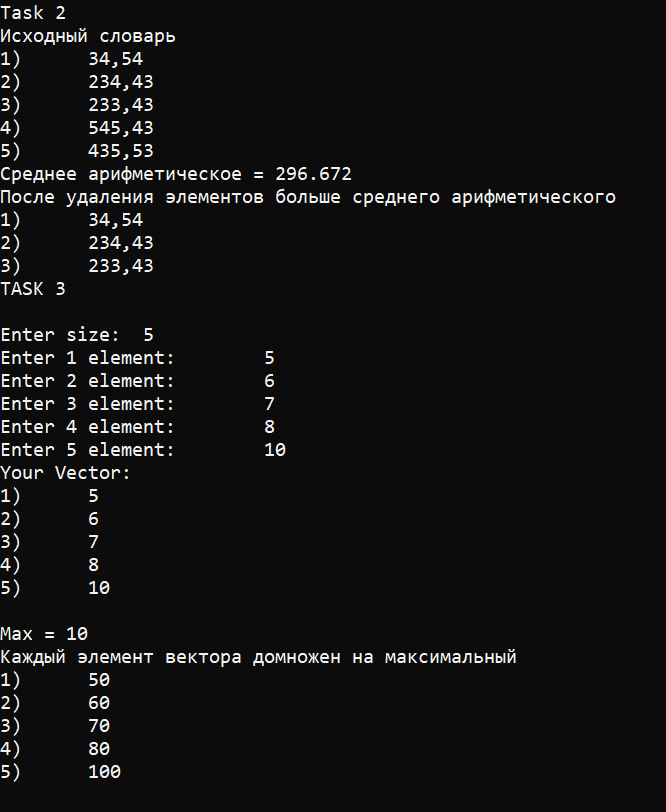 Task 2
Исходный словарь
1)      34,54
2)      234,43
3)      233,43
4)      545,43
5)      435,53
Среднее арифметическое = 296.672
После удаления элементов больше среднего арифметического
1)      34,54
2)      234,43
3)      233,43
TASK 3
Enter size:  5
Enter 1 element:        5
Enter 2 element:        6
Enter 3 element:        7
Enter 4 element:        8
Enter 5 element:        10
Your Vector:
1)      5
2)      6
3)      7
4)      8
5)      10
Max = 10
Каждый элемент вектора домножен на максимальный
1)      50
2)      60
3)      70
4)      80
5)      100